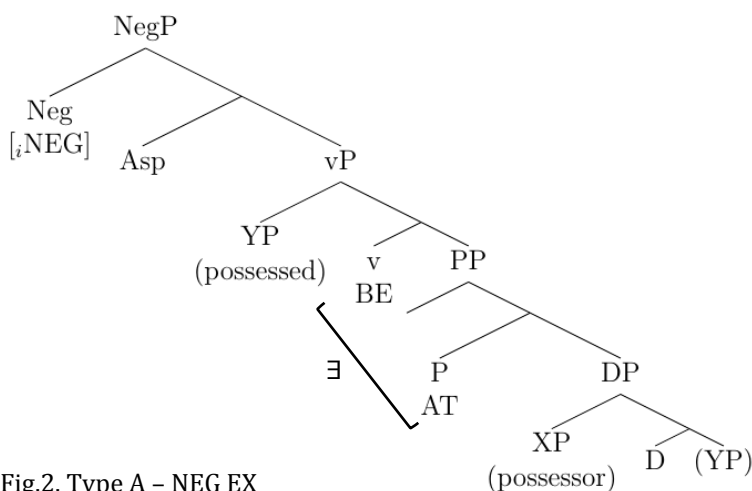 NegP
Neg
[ᵢNEG]
Asp
vP
YP
(possessed)
v
BE
PP
∃
P
AT
DP
XP
(possessor)
D
(YP)
Fig.2. Type A – NEG EX